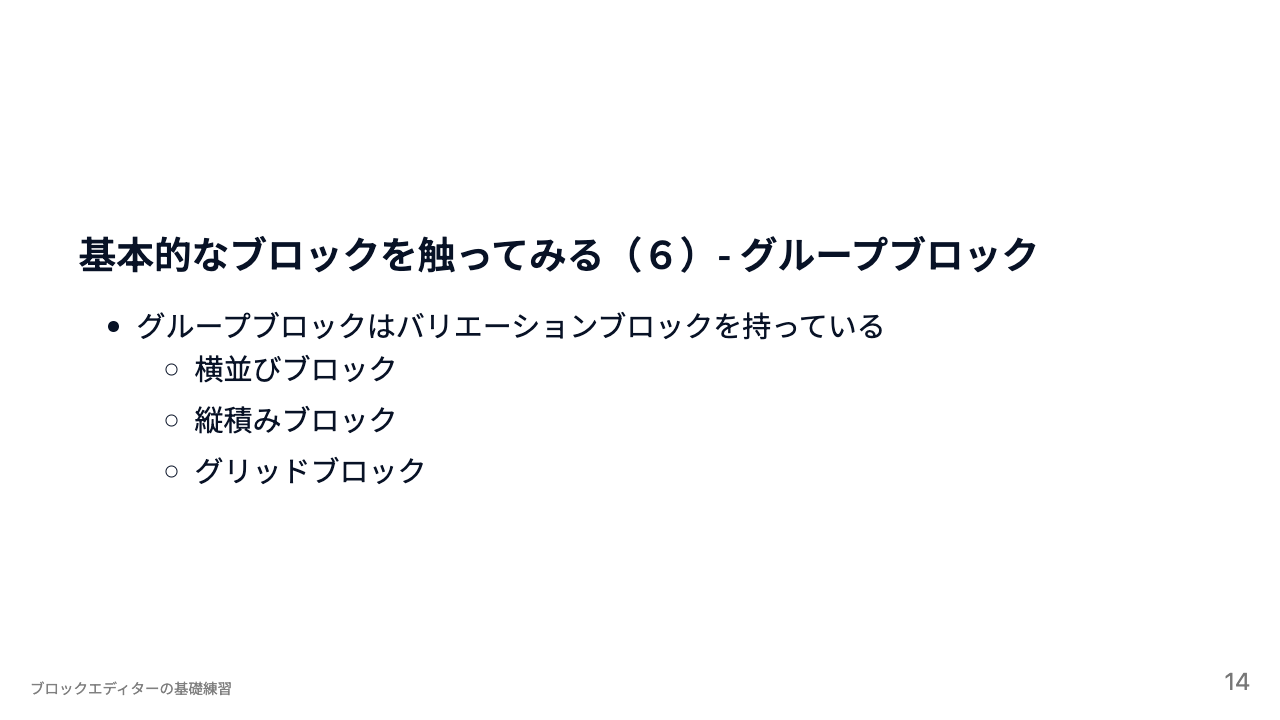 基本的なブロックを触ってみる（６）- グループブロック
グループブロックはバリエーションブロックを持っている
横並びブロック
縦積みブロック
グリッドブロック
ブロックエディターの基礎練習
14